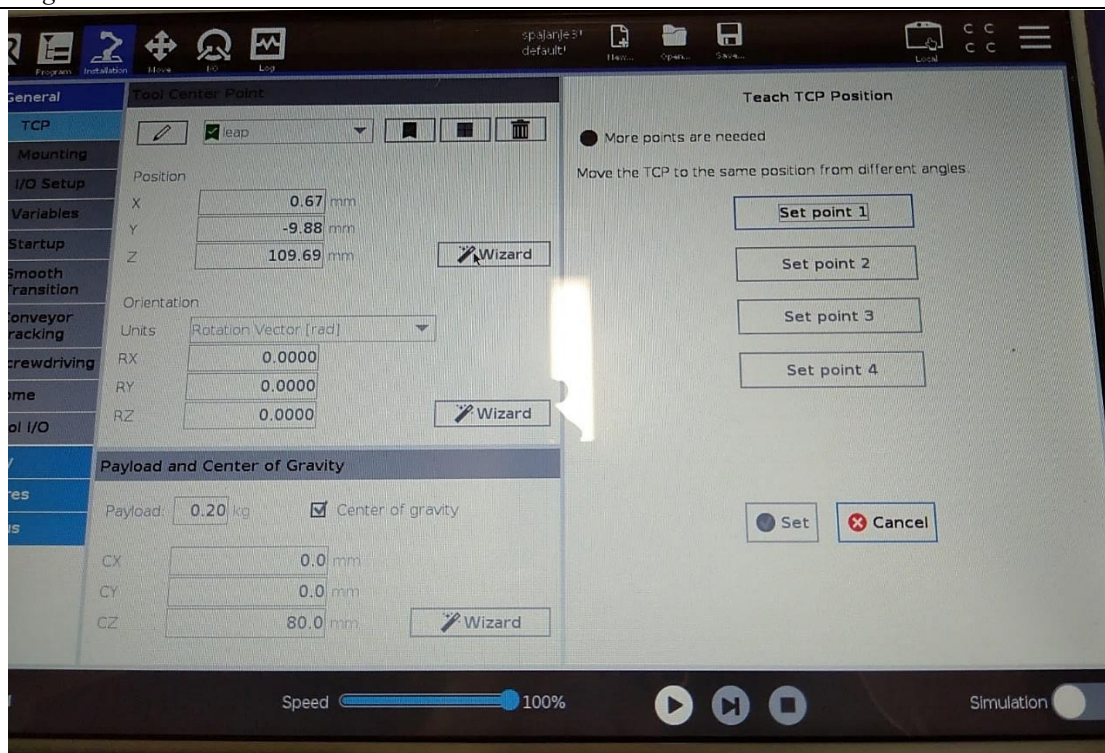 Program Installation Move I/O Log
spajanje3*
default*
New... Open... Save...
Local
C C
C C
General
TCP
Mounting
I/O Setup
Variables
Startup
Smooth
Transition
Conveyor
Tracking
crewdriving
ome
ol I/O
res
us
Tool Center Point
leap
Position
X 0.67 mm
Y -9.88 mm
Z 109.69 mm
Wizard
Orientation
Units Rotation Vector [rad]
RX 0.0000
RY 0.0000
RZ 0.0000
Wizard
Payload and Center of Gravity
Payload: 0.20 kg Center of gravity
CX 0.0 mm
CY 0.0 mm
CZ 80.0 mm
Wizard
Teach TCP Position
More points are needed
Move the TCP to the same position from different angles.
Set point 1
Set point 2
Set point 3
Set point 4
Set Cancel
Speed 100%
Simulation